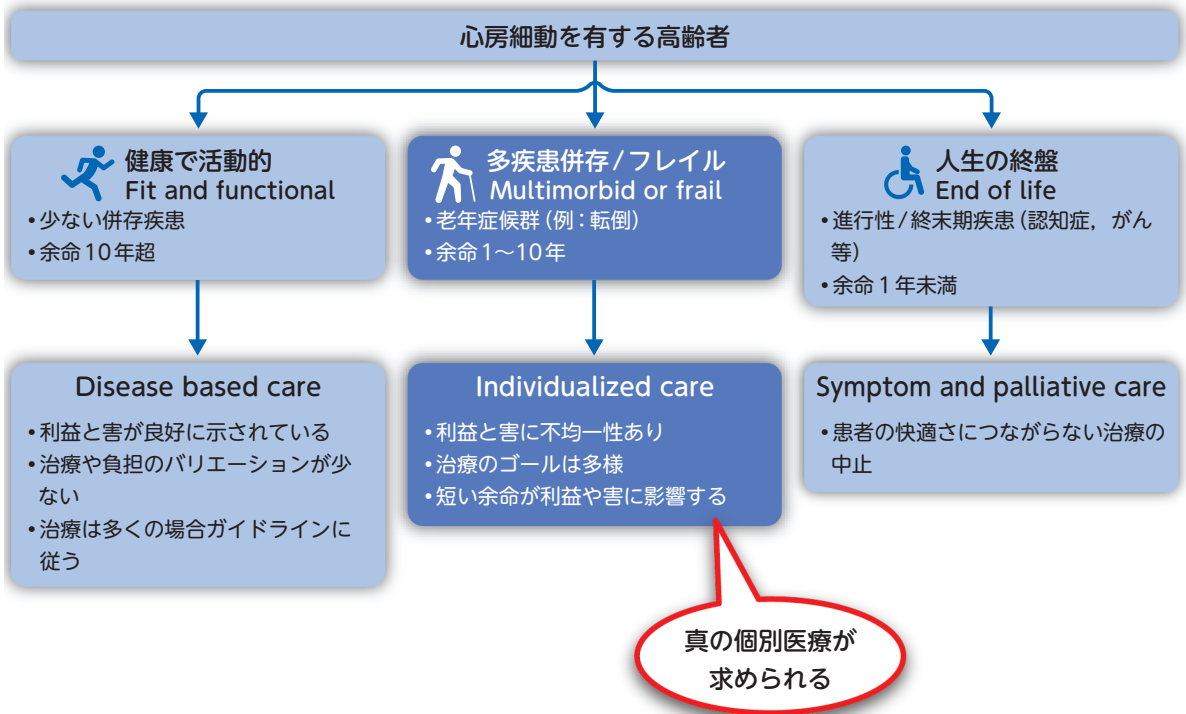 心房細動を有する高齢者
健康で活動的
Fit and functional
•少ない併存疾患
•余命10年超
多疾患併存/フレイル
Multimorbid or frail
•老年症候群(例:転倒)
•余命1〜10年
人生の終盤
End of life
•進行性/終末期疾患(認知症,がん
等)
•余命1年未満
Disease based care
•利益と害が良好に示されている
•治療や負担のバリエーションが少
ない
•治療は多くの場合ガイドラインに
従う
Individualized care
•利益と害に不均一性あり
•治療のゴールは多様
•短い余命が利益や害に影響する
Symptom and palliative care
•患者の快適さにつながらない治療の
中止
真の個別医療が
求められる